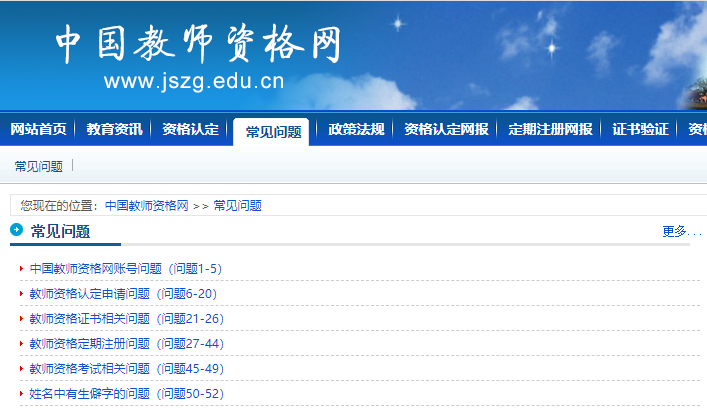 中国教师资格网
www.jszg.edu.cn
网站首页 教育资讯 资格认定 常见问题 政策法规 资格认定网报 定期注册网报 证书验证 资
常见问题
您现在的位置：中国教师资格网 >> 常见问题
常见问题 更多...
中国教师资格网账号问题（问题1-5）
教师资格认定申请问题（问题6-20）
教师资格证书相关问题（问题21-26）
教师资格定期注册问题（问题27-44）
教师资格考试相关问题（问题45-49）
姓名中有生僻字的问题（问题50-52）